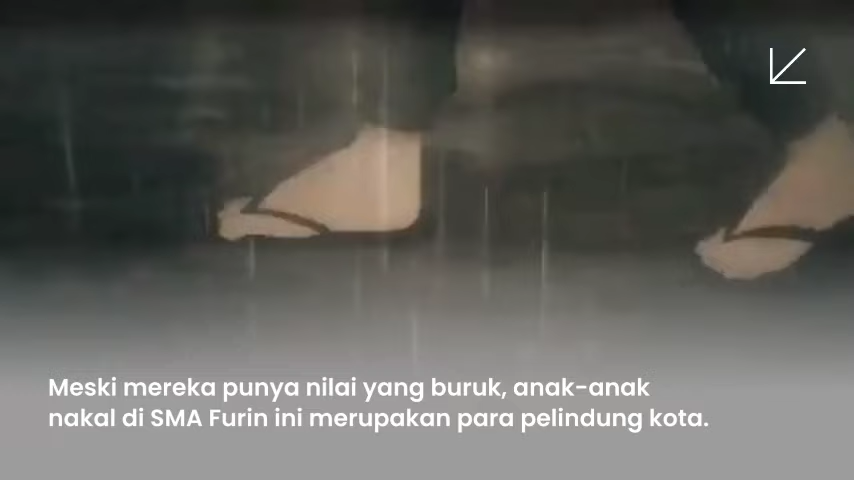 Meski mereka punya nilai yang buruk, anak-anak
nakal di SMA Furin ini merupakan para pelindung kota.